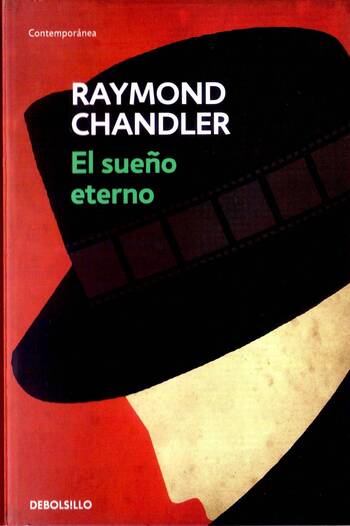 Contemporánea
RAYMOND
CHANDLER
El sueño
eterno
DEBOLSILLO